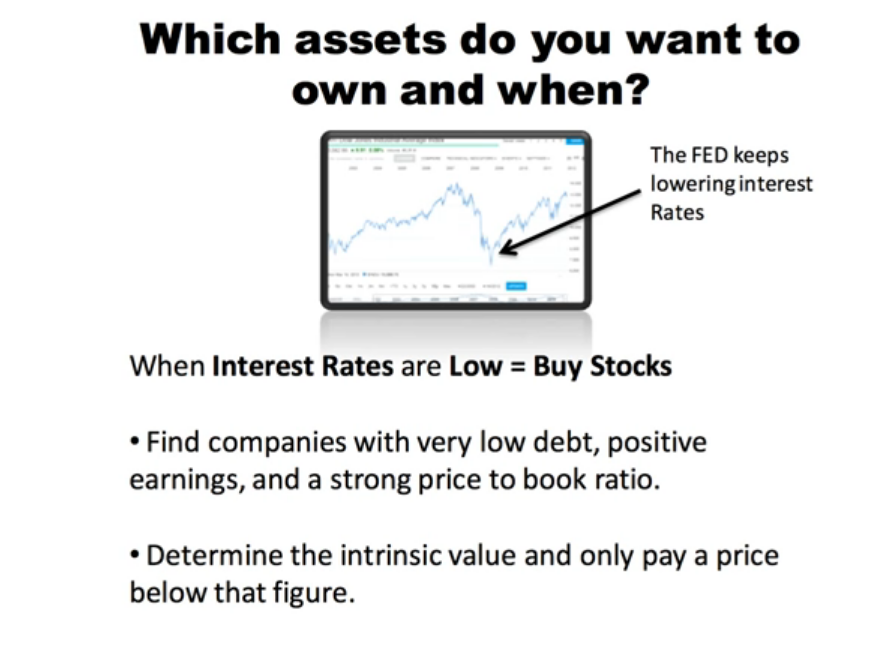 Which assets do you want to
own and when?
The FED keeps
lowering interest
Rates
When Interest Rates are Low = Buy Stocks
• Find companies with very low debt, positive
earnings, and a strong price to book ratio.
• Determine the intrinsic value and only pay a price
below that figure.